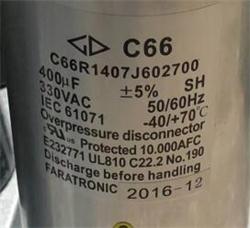 C66
C66R1407J602700
400µF ±5% SH
330VAC 50/60Hz
IEC 61071 -40/+70℃
Overpressure disconnector
Protected 10.000AFC
E232771 UL810 C22.2 No.190
Discharge before handling
FARATRONIC 2016-12